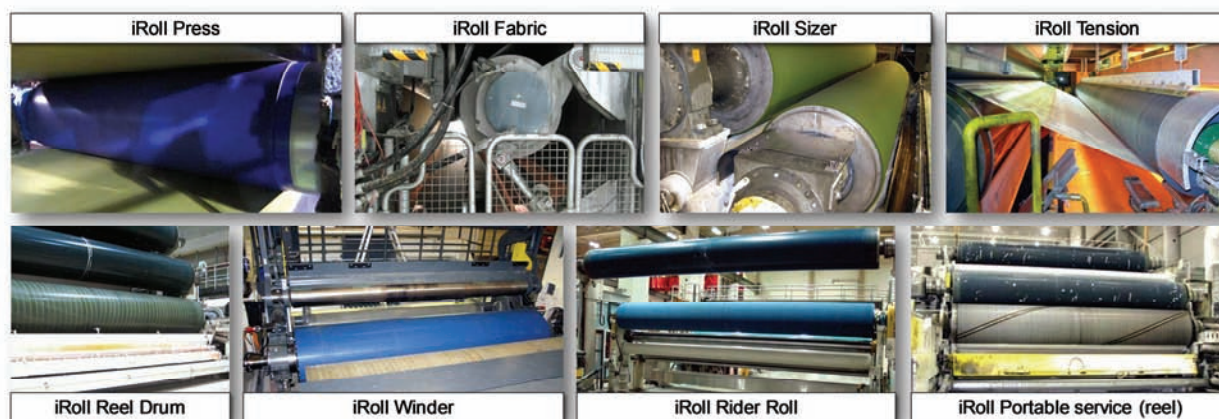 iRoll Press
iRoll Fabric
iRoll Sizer
iRoll Tension
iRoll Reel Drum
iRoll Winder
iRoll Rider Roll
iRoll Portable service (reel)